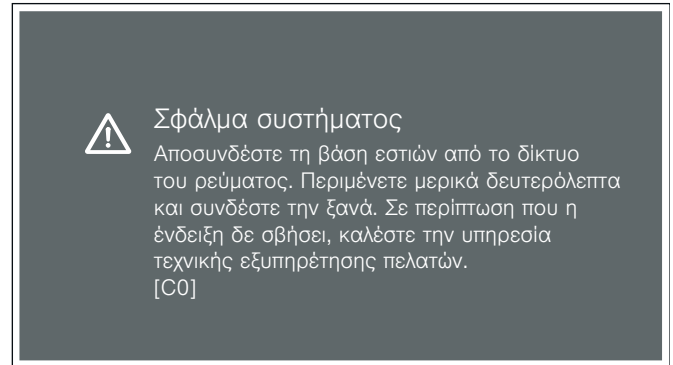 Σφάλμα συστήματος
Αποσυνδέστε τη βάση εστιών από το δίκτυο
του ρεύματος. Περιμένετε μερικά δευτερόλεπτα
και συνδέστε την ξανά. Σε περίπτωση που η
ένδειξη δε σβήσει, καλέστε την υπηρεσία
τεχνικής εξυπηρέτησης πελατών.
[C0]